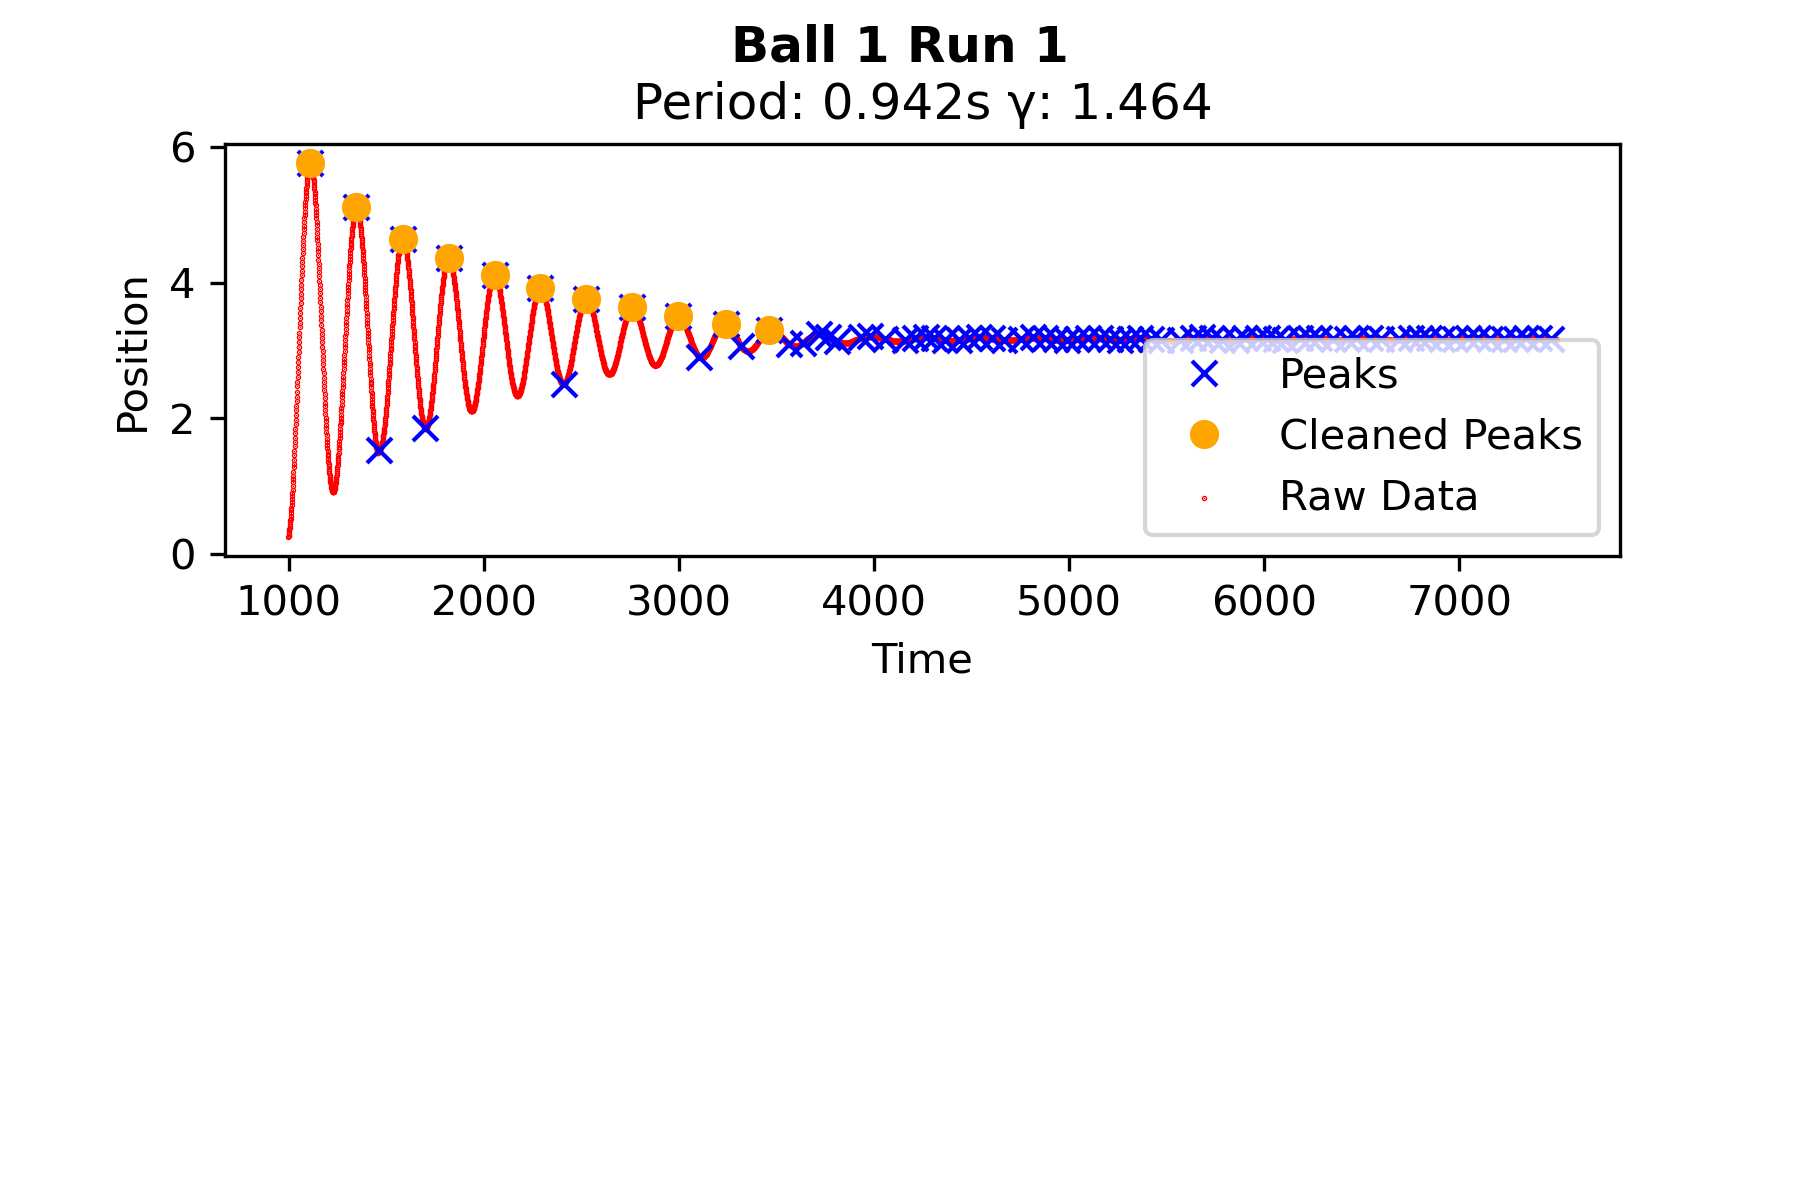 Ball 1 Run 1
Period: 0.942s γ: 1.464
6
4
2
0
Position
1000 2000 3000 4000 5000 6000 7000
Time
Peaks
Cleaned Peaks
Raw Data